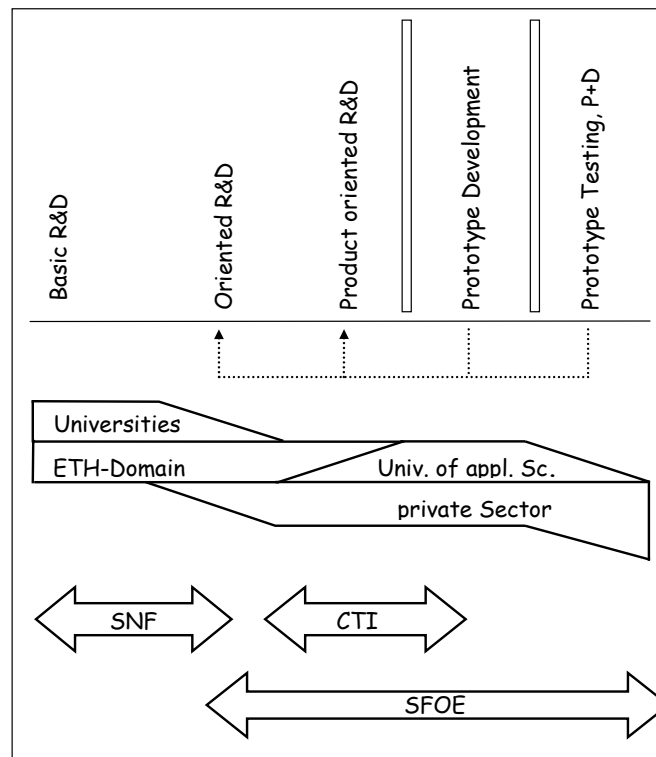 Basic R&D
Oriented R&D
Product oriented R&D
Prototype Development
Prototype Testing, P+D
Universities
ETH-Domain
Univ. of appl. Sc.
private Sector
SNF
CTI
SFOE